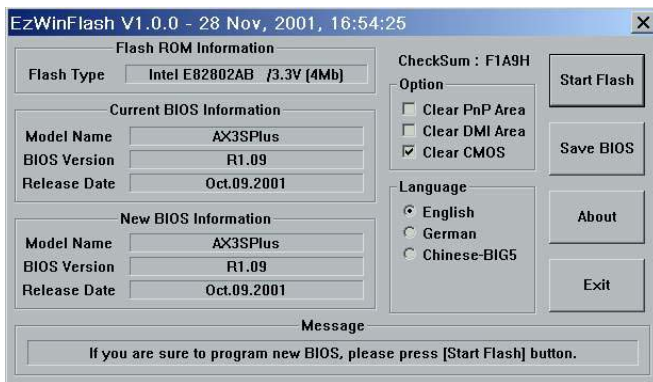 EzWinFlash V1.0.0 - 28 Nov, 2001, 16:54:25
Flash ROM Information
Flash Type Intel E82802AB /3.3V (4Mb)
Current BIOS Information
Model Name AX3SPlus
BIOS Version R1.09
Release Date Oct.09.2001
New BIOS Information
Model Name AX3SPlus
BIOS Version R1.09
Release Date Oct.09.2001
CheckSum : F1A9H
Option
Clear PnP Area
Clear DMI Area
Clear CMOS
Language
English
German
Chinese-BIG5
Start Flash
Save BIOS
About
Exit
Message
If you are sure to program new BIOS, please press [Start Flash] button.